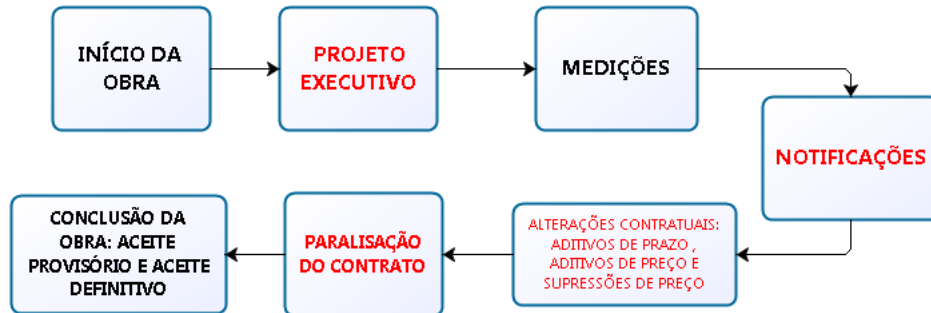 INÍCIO DA
OBRA
PROJETO
EXECUTIVO
MEDIÇÕES
NOTIFICAÇÕES
ALTERAÇÕES CONTRATUAIS:
ADITIVOS DE PRAZO ,
ADITIVOS DE PREÇO E
SUPRESSÕES DE PREÇO
PARALISAÇÃO
DO CONTRATO
CONCLUSÃO DA
OBRA: ACEITE
PROVISÓRIO E ACEITE
DEFINITIVO